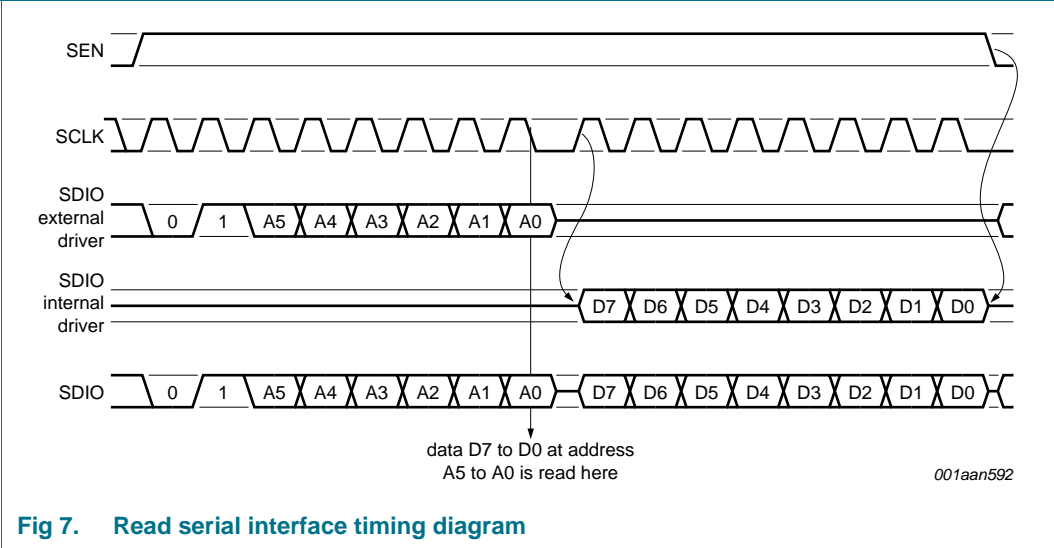 SEN
SCLK
SDIO
external
driver
0 1 A5 A4 A3 A2 A1 A0
SDIO
internal
driver
D7 D6 D5 D4 D3 D2 D1 D0
SDIO 0 1 A5 A4 A3 A2 A1 A0 D7 D6 D5 D4 D3 D2 D1 D0
data D7 to D0 at address
A5 to A0 is read here
001aan592
Fig 7. Read serial interface timing diagram